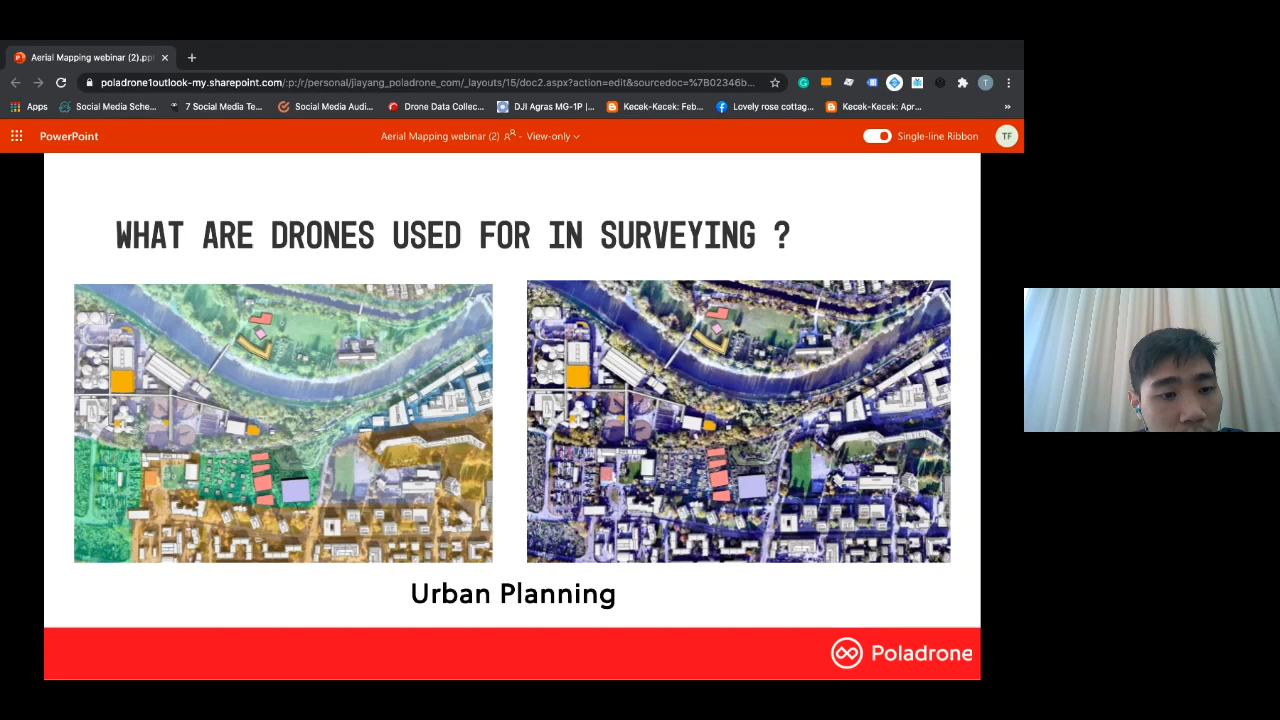 Aerial Mapping webinar (2).ppt
poladrone1outlook-my.sharepoint.com/:p:/r/personal/jiayang_poladrone_com/_layouts/15/doc2.aspx?action=edit&sourcedoc=%7B02346b...
T
Apps
Social Media Sche...
7 Social Media Te...
Social Media Audi...
Drone Data Collec...
DJI Agras MG-1P |...
Kecek-Kecek: Feb...
Lovely rose cottag...
Kecek-Kecek: Apr...
»
PowerPoint
Aerial Mapping webinar (2) - View-only
Single-line Ribbon
TF
WHAT ARE DRONES USED FOR IN SURVEYING ?
Urban Planning
Poladrone